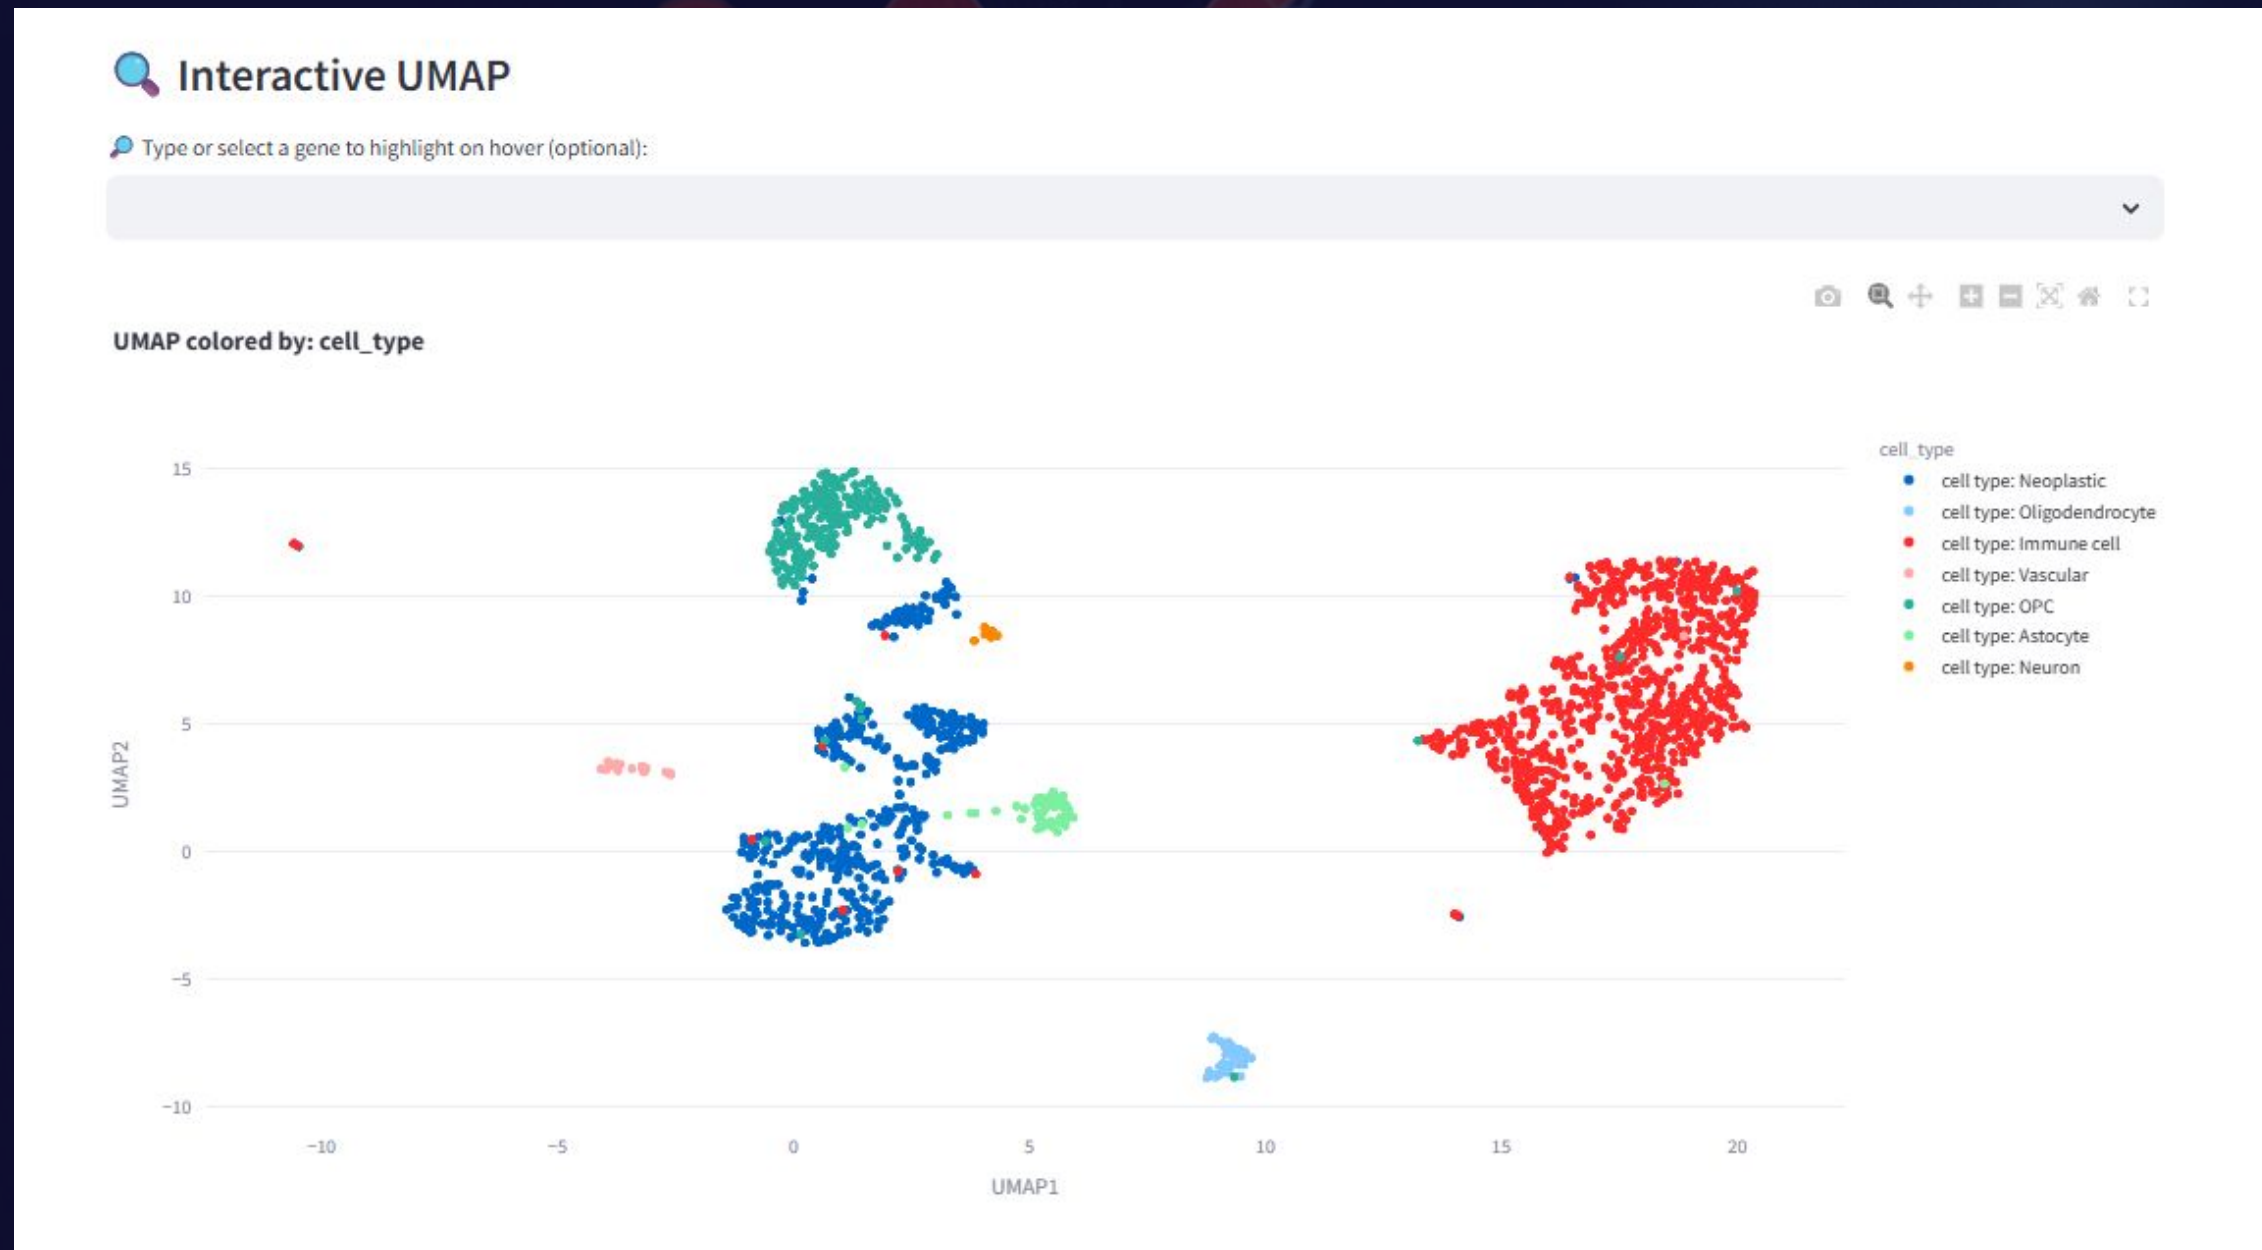 Interactive UMAP
Type or select a gene to highlight on hover (optional):
UMAP colored by: cell_type
cell_type
cell type: Neoplastic
cell type: Oligodendrocyte
cell type: Immune cell
cell type: Vascular
cell type: OPC
cell type: Astocyte
cell type: Neuron
UMAP2
15
10
5
0
−5
−10
−10 −5 0 5 10 15 20
UMAP1